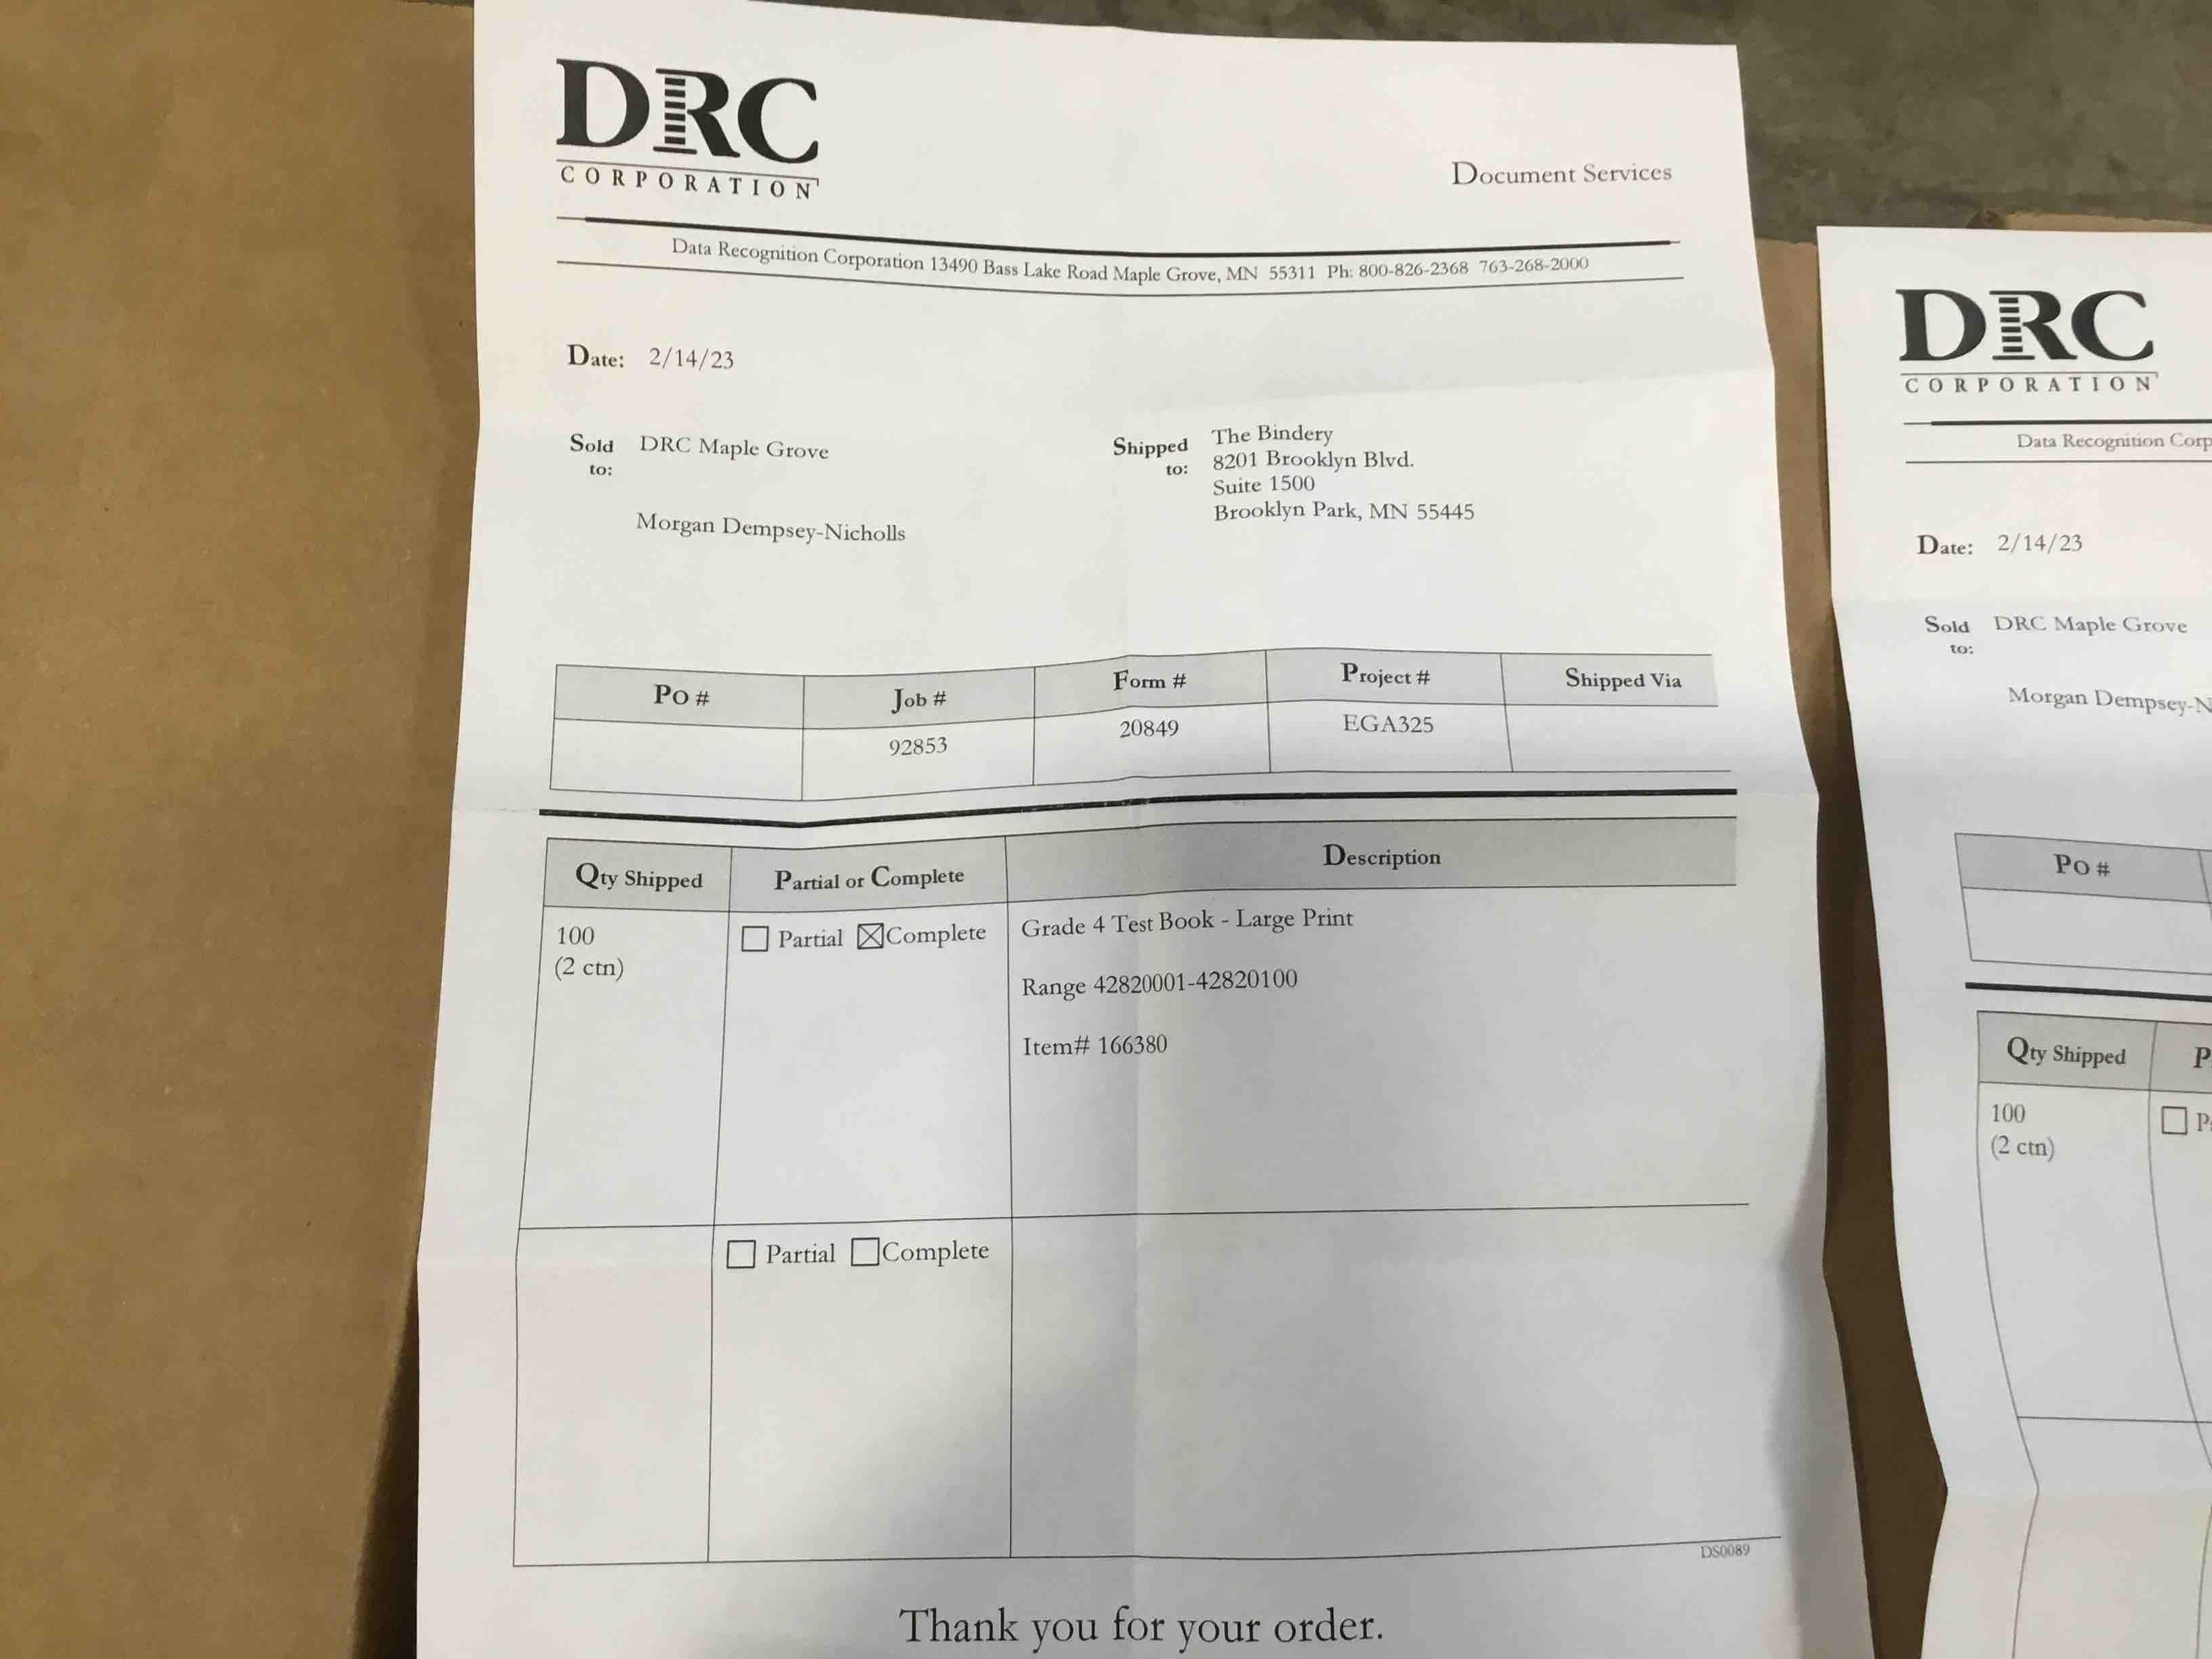 DRC
CORPORATION
Document Services
Data Recognition Corporation 13490 Bass Lake Road Maple Grove, MN 55311 Ph: 800-826-2368 763-268-2000
Date: 2/14/23
Sold to: DRC Maple Grove
Morgan Dempsey-Nicholls
Shipped to: The Bindery
8201 Brooklyn Blvd.
Suite 1500
Brooklyn Park, MN 55445
Po # Job # Form # Project # Shipped Via
92853 20849 EGA325
Qty Shipped Partial or Complete Description
100 Partial Complete Grade 4 Test Book - Large Print
(2 ctn)
Range 42820001-42820100
Item# 166380
Partial Complete
DS0089
Thank you for your order.
DRC
CORPORATION
Data Recognition Corp
Date: 2/14/23
Sold to: DRC Maple Grove
Morgan Dempsey-N
Po #
Qty Shipped P
100 P
(2 ctn)